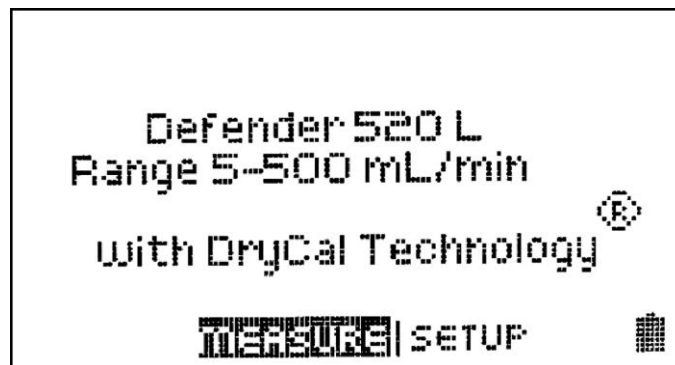 Defender 520 L
Range 5-500 mL/min
with DryCal Technology®
MEASURE| SETUP